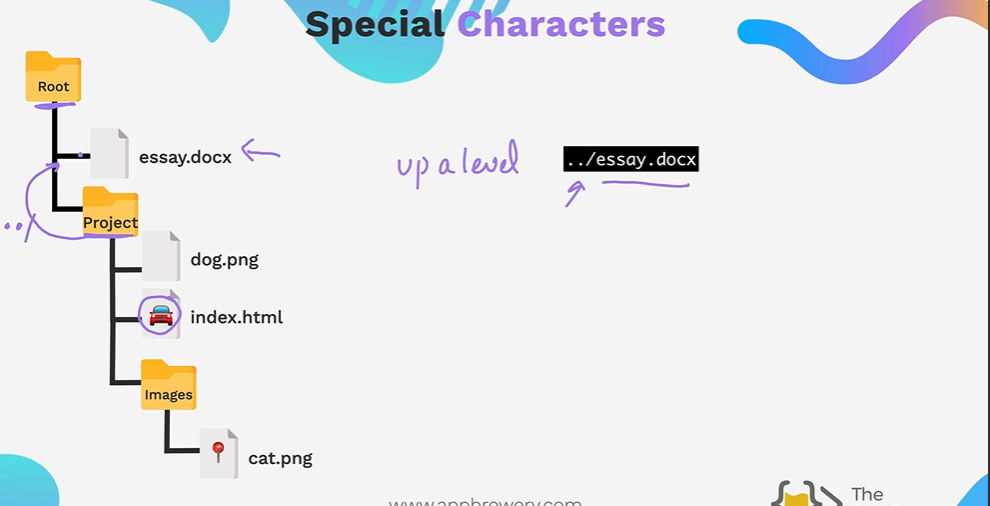 Special Characters
Root
essay.docx
up a level
../essay.docx
../
Project
dog.png
index.html
Images
cat.png
www.appbrewery.com
The